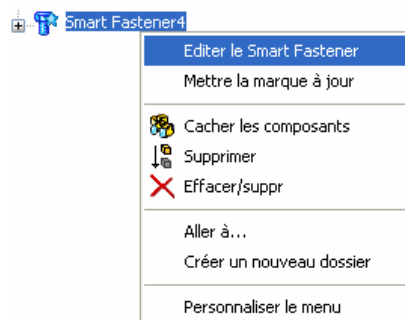 Smart Fastener4
Editer le Smart Fastener
Mettre la marque à jour
Cacher les composants
Supprimer
Effacer/suppr
Aller à...
Créer un nouveau dossier
Personnaliser le menu